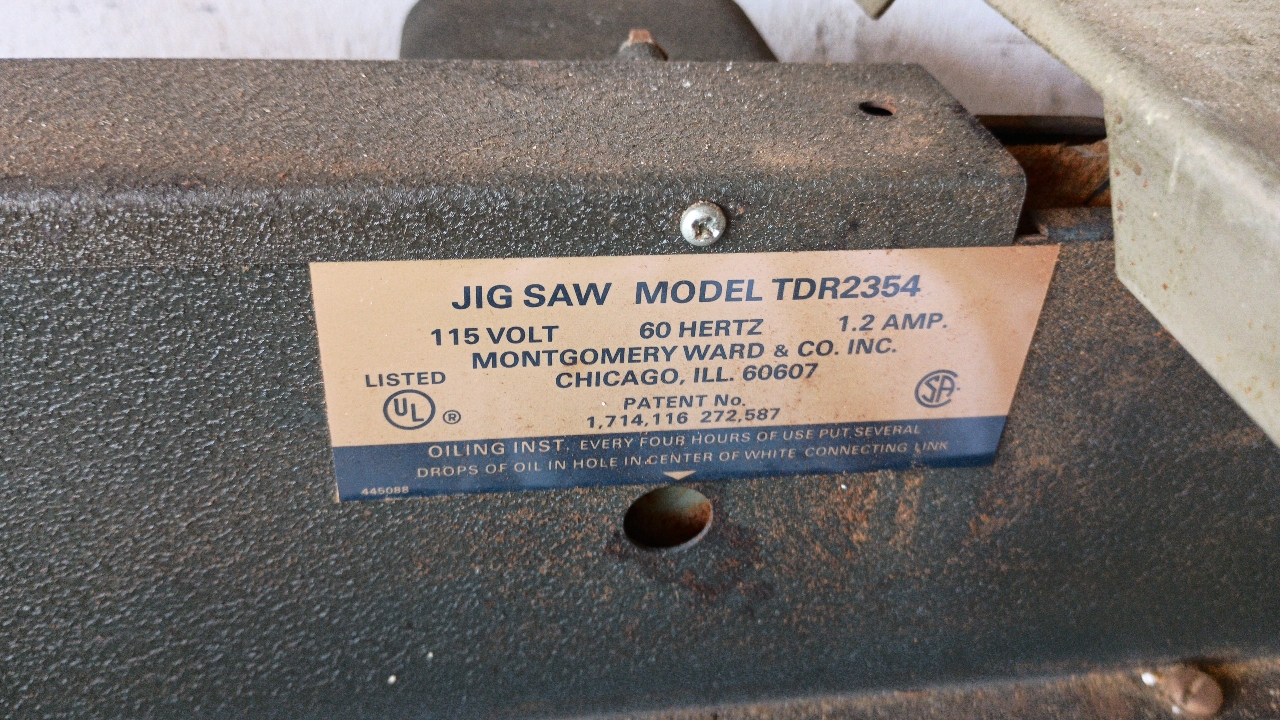 JIG SAW MODEL TDR2354
115 VOLT 60 HERTZ 1.2 AMP.
MONTGOMERY WARD & CO. INC.
CHICAGO, ILL. 60607
LISTED
UL ®
SA
PATENT No.
1,714,116 272,587
OILING INST. EVERY FOUR HOURS OF USE PUT SEVERAL
DROPS OF OIL IN HOLE IN CENTER OF WHITE CONNECTING LINK
445088